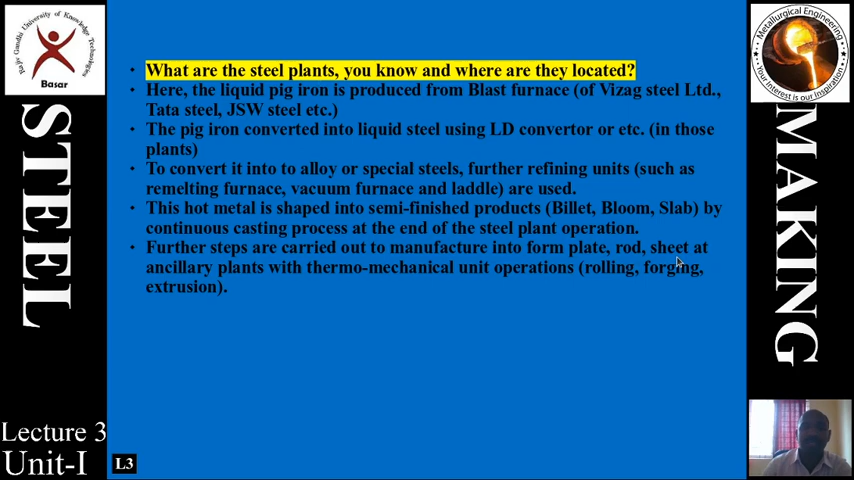 Rajiv Gandhi University of Knowledge Technologies
Basar
STEEL
Lecture 3
Unit-I
• What are the steel plants, you know and where are they located?
• Here, the liquid pig iron is produced from Blast furnace (of Vizag steel Ltd.,
Tata steel, JSW steel etc.)
• The pig iron converted into liquid steel using LD convertor or etc. (in those
plants)
• To convert it into to alloy or special steels, further refining units (such as
remelting furnace, vacuum furnace and laddle) are used.
• This hot metal is shaped into semi-finished products (Billet, Bloom, Slab) by
continuous casting process at the end of the steel plant operation.
• Further steps are carried out to manufacture into form plate, rod, sheet at
ancillary plants with thermo-mechanical unit operations (rolling, forging,
extrusion).
L3
Metallurgical Engineering
Your Interest is our Inspiration
MAKING